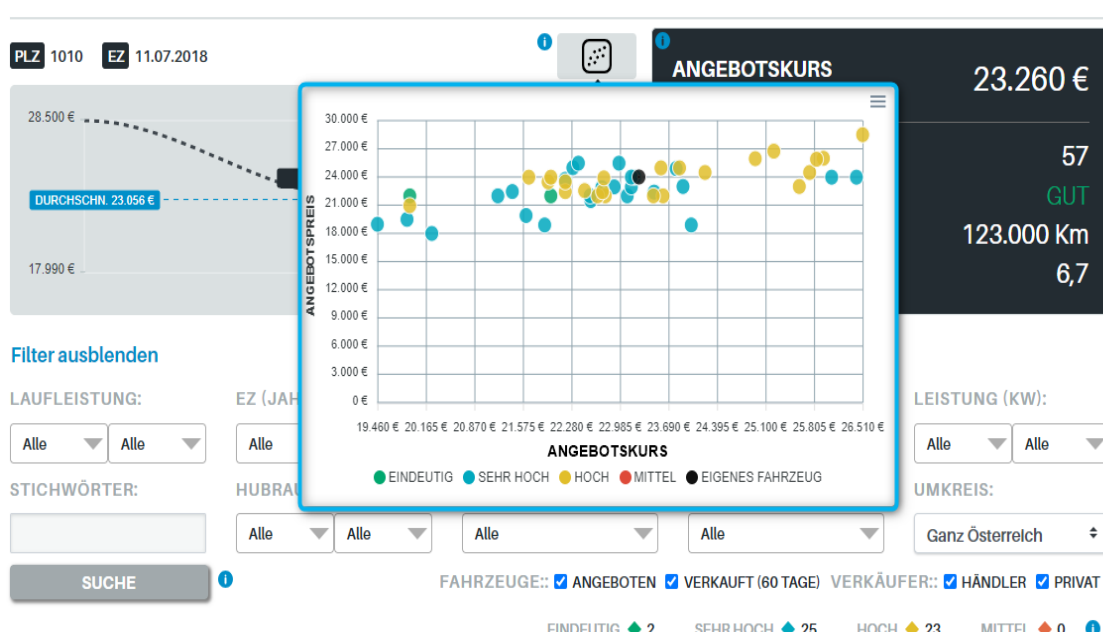 PLZ 1010 EZ 11.07.2018
ANGEBOTSKURS 23.260 €
28.500 €
DURCHSCHN. 23.056 €
17.990 €
57
GUT
123.000 Km
6,7
30.000 €
27.000 €
24.000 €
21.000 €
18.000 €
15.000 €
12.000 €
9.000 €
6.000 €
3.000 €
0 €
ANGEBOTSPREIS
19.460 € 20.165 € 20.870 € 21.575 € 22.280 € 22.985 € 23.690 € 24.395 € 25.100 € 25.805 € 26.510 €
ANGEBOTSKURS
EINDEUTIG SEHR HOCH HOCH MITTEL EIGENES FAHRZEUG
Filter ausblenden
LAUFLEISTUNG: EZ (JAH LEISTUNG (KW):
Alle Alle Alle Alle Alle
STICHWÖRTER: HUBRAU UMKREIS:
Alle Alle Alle Alle Ganz Österreich
SUCHE FAHRZEUGE:: ANGEBOTEN VERKAUFT (60 TAGE) VERKÄUFER:: HÄNDLER PRIVAT
EINDEUTIG 2 SEHR HOCH 25 HOCH 23 MITTEL 0